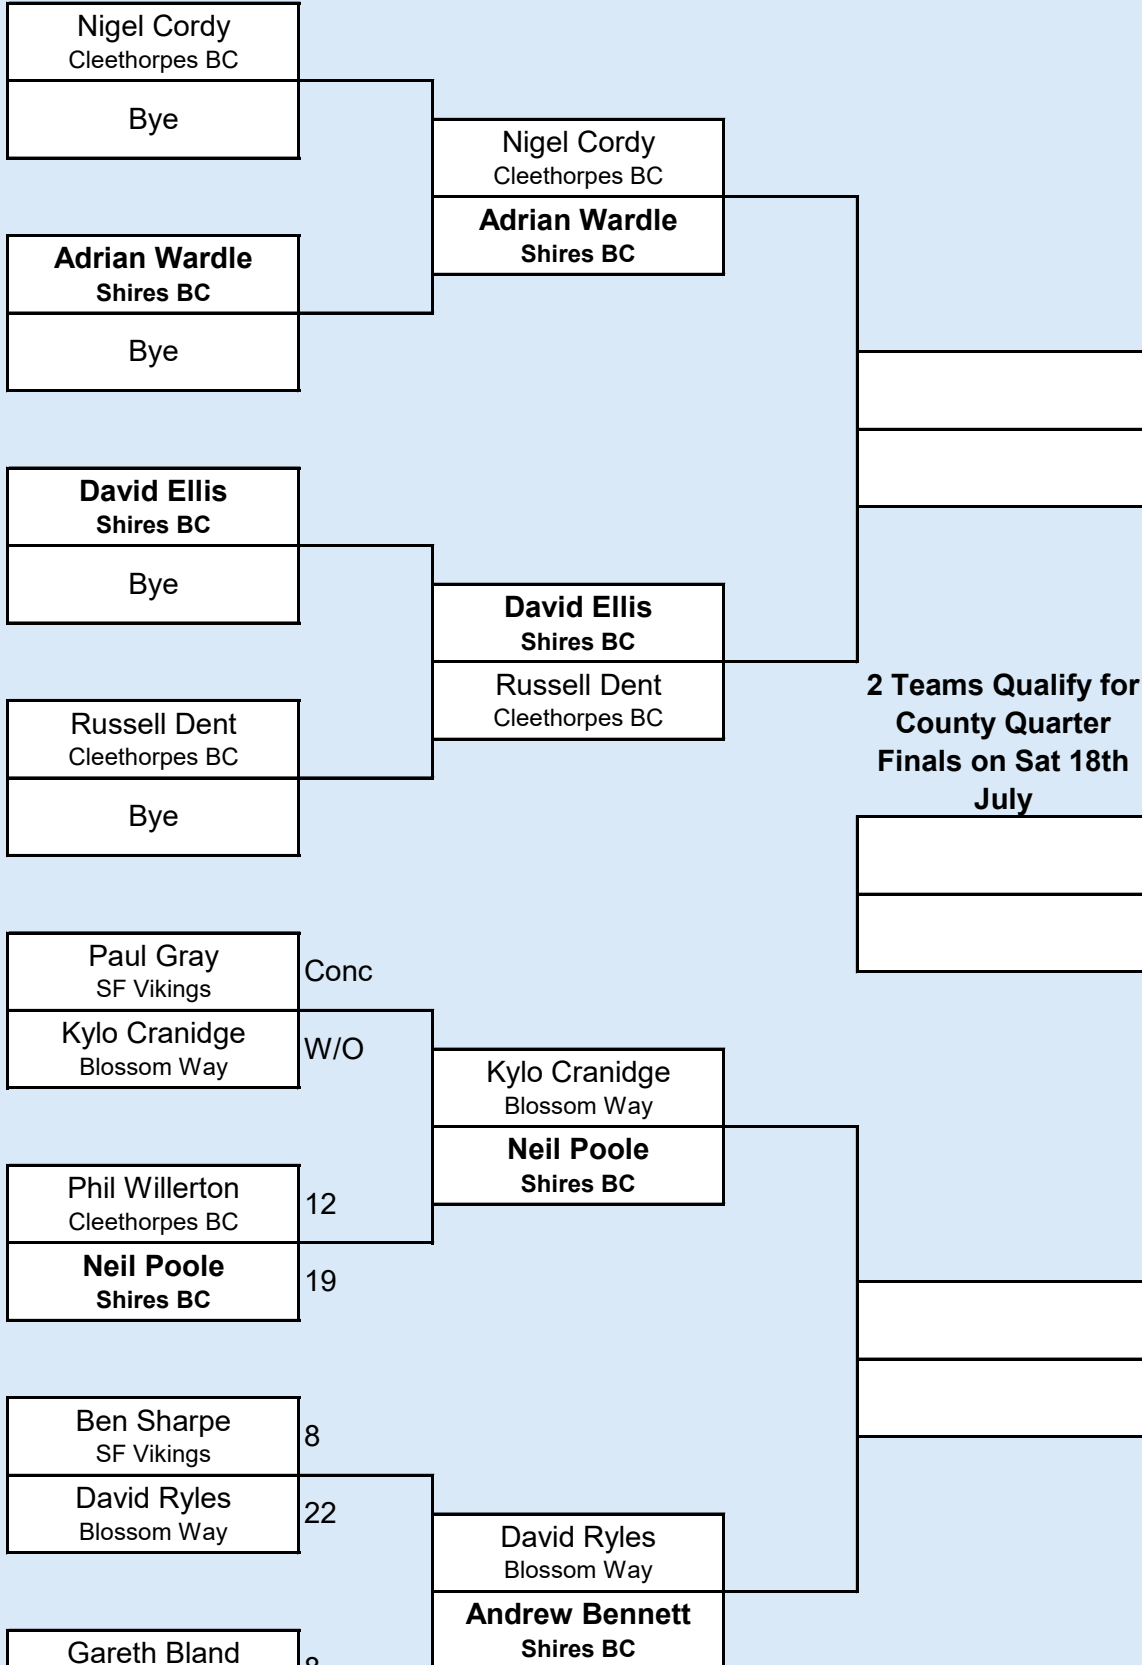 Nigel Cordy
Cleethorpes BC
Bye
Adrian Wardle
Shires BC
Bye
David Ellis
Shires BC
Bye
Russell Dent
Cleethorpes BC
Bye
Paul Gray
SF Vikings
Conc
Kylo Cranidge
Blossom Way
W/O
Phil Willerton
Cleethorpes BC
12
Neil Poole
Shires BC
19
Ben Sharpe
SF Vikings
8
David Ryles
Blossom Way
22
Gareth Bland
8
Nigel Cordy
Cleethorpes BC
Adrian Wardle
Shires BC
David Ellis
Shires BC
Russell Dent
Cleethorpes BC
Kylo Cranidge
Blossom Way
Neil Poole
Shires BC
David Ryles
Blossom Way
Andrew Bennett
Shires BC
2 Teams Qualify for
County Quarter
Finals on Sat 18th
July